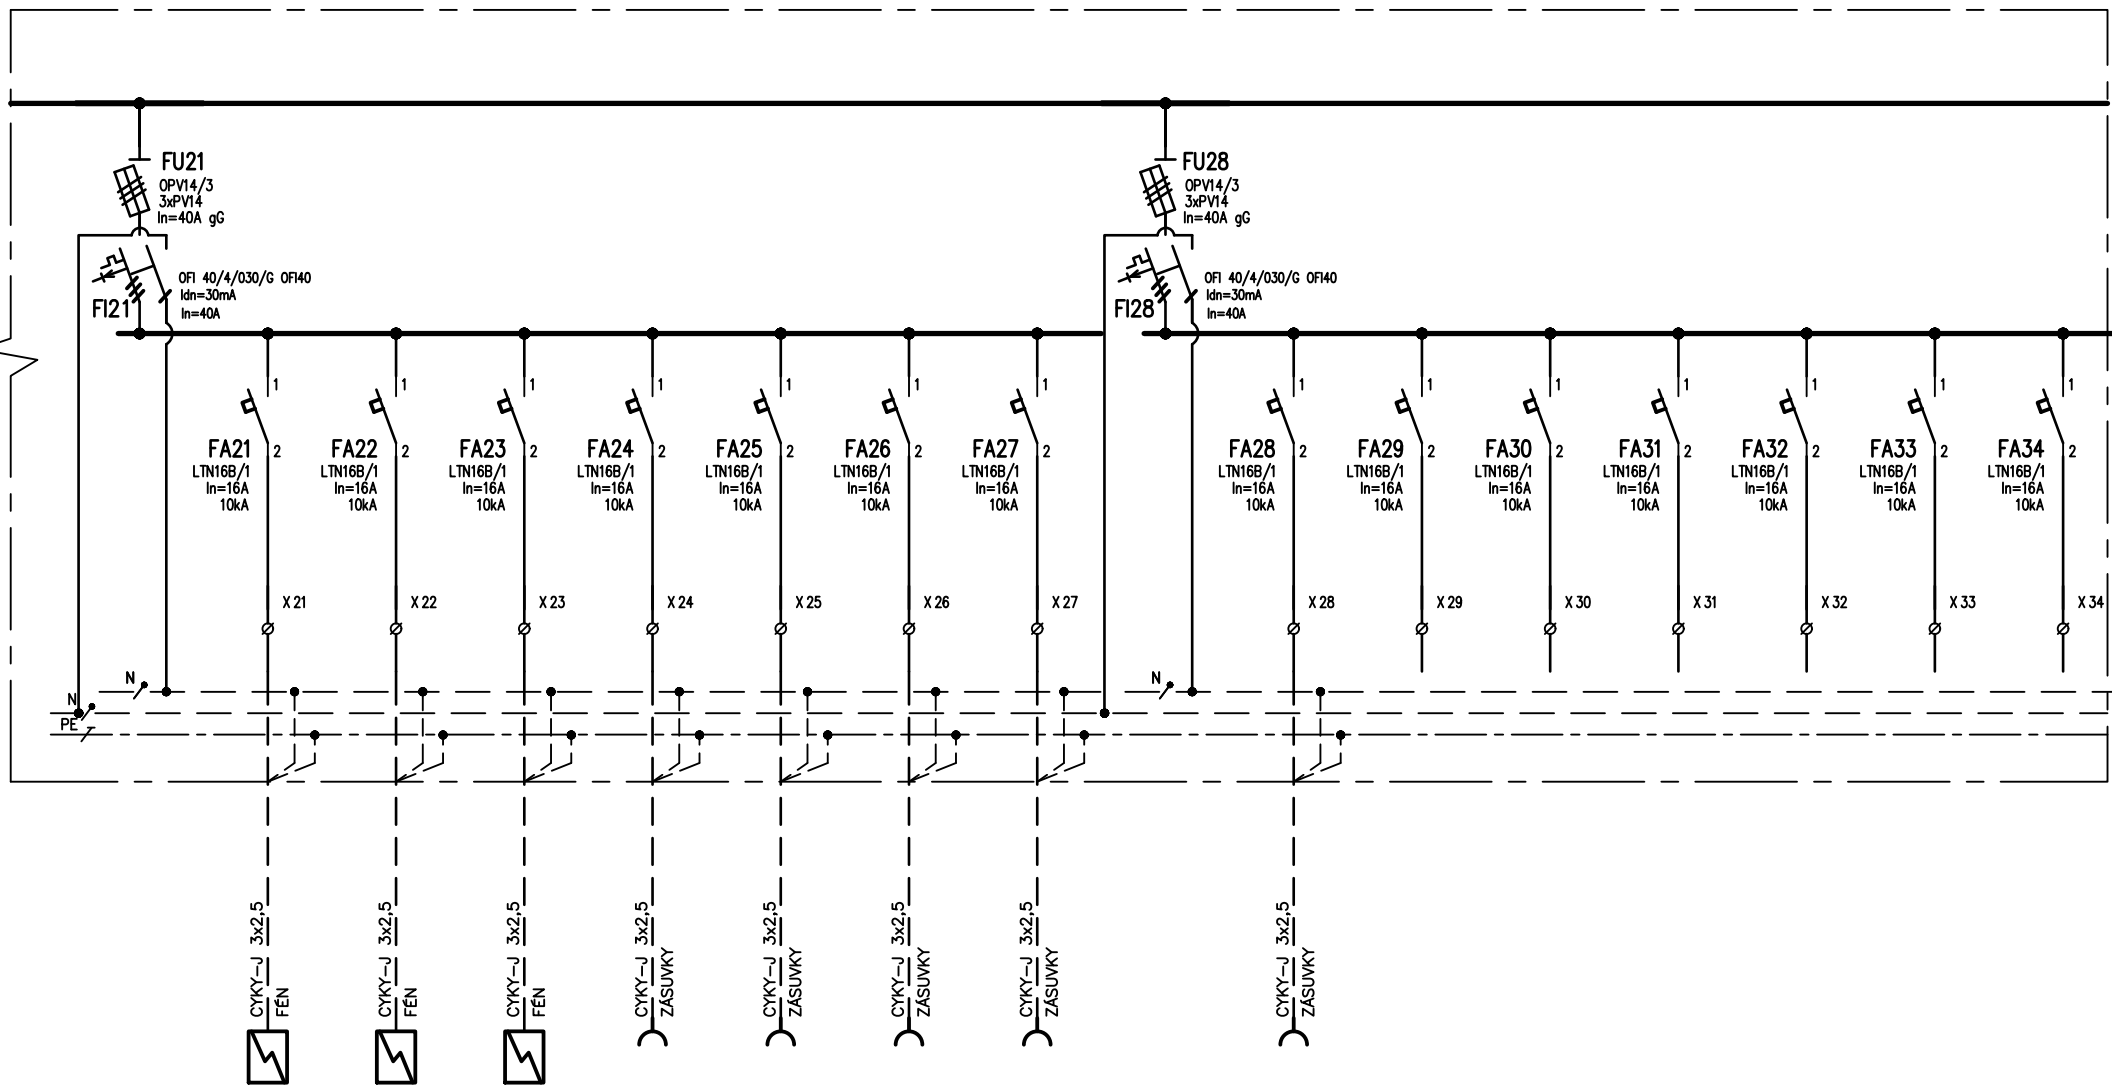 FU21
OPV14/3
3xPV14
In=40A gG
OFI 40/4/030/G OFI40
Idn=30mA
In=40A
FI21
FU28
OPV14/3
3xPV14
In=40A gG
OFI 40/4/030/G OFI40
Idn=30mA
In=40A
FI28
1
2
FA21
LTN16B/1
In=16A
10kA
X 21
1
2
FA22
LTN16B/1
In=16A
10kA
X 22
1
2
FA23
LTN16B/1
In=16A
10kA
X 23
1
2
FA24
LTN16B/1
In=16A
10kA
X 24
1
2
FA25
LTN16B/1
In=16A
10kA
X 25
1
2
FA26
LTN16B/1
In=16A
10kA
X 26
1
2
FA27
LTN16B/1
In=16A
10kA
X 27
1
2
FA28
LTN16B/1
In=16A
10kA
X 28
1
2
FA29
LTN16B/1
In=16A
10kA
X 29
1
2
FA30
LTN16B/1
In=16A
10kA
X 30
1
2
FA31
LTN16B/1
In=16A
10kA
X 31
1
2
FA32
LTN16B/1
In=16A
10kA
X 32
1
2
FA33
LTN16B/1
In=16A
10kA
X 33
1
2
FA34
LTN16B/1
In=16A
10kA
X 34
N
N
PE
N
CYKY-J 3x2,5
FÉN
CYKY-J 3x2,5
FÉN
CYKY-J 3x2,5
FÉN
CYKY-J 3x2,5
ZÁSUVKY
CYKY-J 3x2,5
ZÁSUVKY
CYKY-J 3x2,5
ZÁSUVKY
CYKY-J 3x2,5
ZÁSUVKY
CYKY-J 3x2,5
ZÁSUVKY